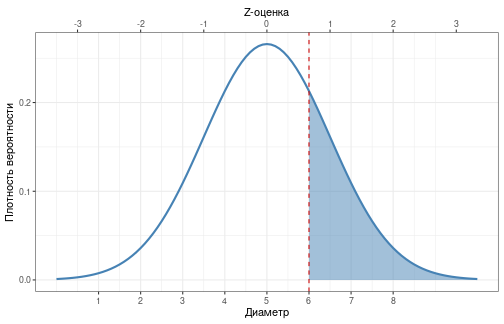 Z-оценка
-3 -2 -1 0 1 2 3
Плотность вероятности
0.2
0.1
0.0
1 2 3 4 5 6 7 8
Диаметр